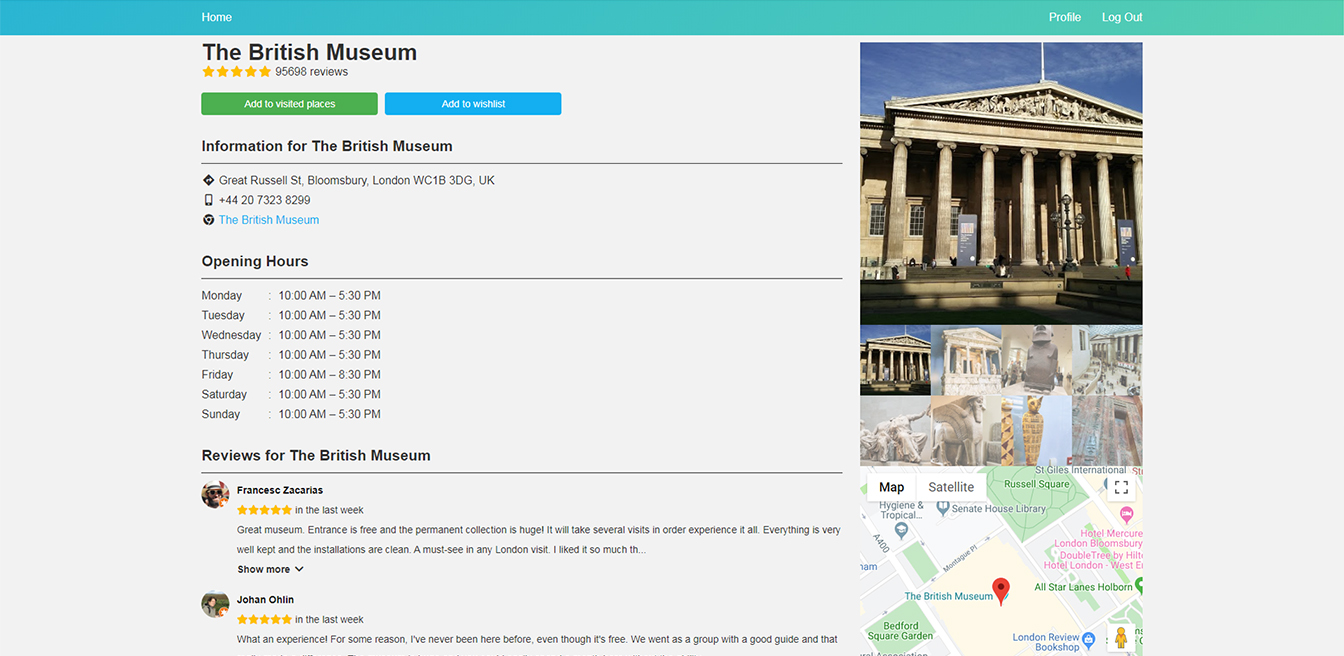 Home
Profile
Log Out
The British Museum
95698 reviews
Add to visited places
Add to wishlist
Information for The British Museum
Great Russell St, Bloomsbury, London WC1B 3DG, UK
+44 20 7323 8299
The British Museum
Opening Hours
Monday : 10:00 AM – 5:30 PM
Tuesday : 10:00 AM – 5:30 PM
Wednesday : 10:00 AM – 5:30 PM
Thursday : 10:00 AM – 5:30 PM
Friday : 10:00 AM – 8:30 PM
Saturday : 10:00 AM – 5:30 PM
Sunday : 10:00 AM – 5:30 PM
Reviews for The British Museum
Francesc Zacarias
in the last week
Great museum. Entrance is free and the permanent collection is huge! It will take several visits in order experience it all. Everything is very
well kept and the installations are clean. A must-see in any London visit. I liked it so much th...
Show more
Johan Ohlin
in the last week
What an experience! For some reason, I've never been here before, even though it's free. We went as a group with a good guide and that
Map
Satellite
St Giles International
Russell Square
Hygiene &
Tropical...
Senate House Library
A400
Montague Pl
Hotel Mercure
London Bloomsbury
DoubleTree by Hilt
Hotel London - West En
All Star Lanes Holborn
The British Museum
Bedford
Square Garden
London Review
Bookshop